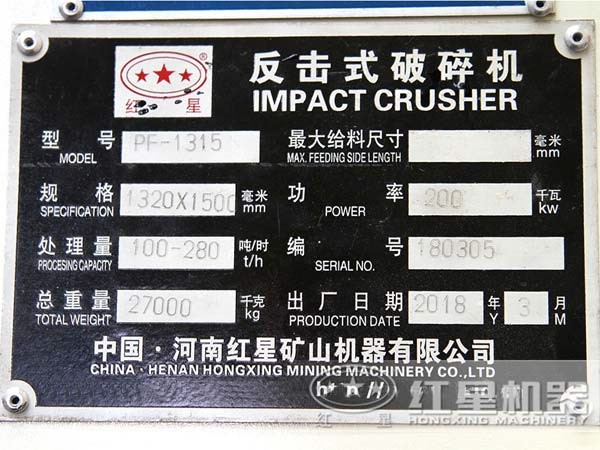 反击式破碎机
IMPACT CRUSHER
®
红 星
型 号 PF-1315
MODEL
最大给料尺寸 毫米
MAX. FEEDING SIDE LENGTH mm
规 格 1320X1500 毫米
SPECIFICATION mm
功 率 200 千瓦
POWER kw
处理量 100-280 吨/时
PROCESING CAPACITY t/h
编 号 180305
SERIAL NO.
总重量 27000 千克
TOTAL WEIGHT kg
出厂日期 2018 年 3 月
PRODUCTION DATE Y M
中国·河南红星矿山机器有限公司
CHINA · HENAN HONGXING MINING MACHINERY CO.,LTD
红 星
红星机器
HONGXING MACHINERY